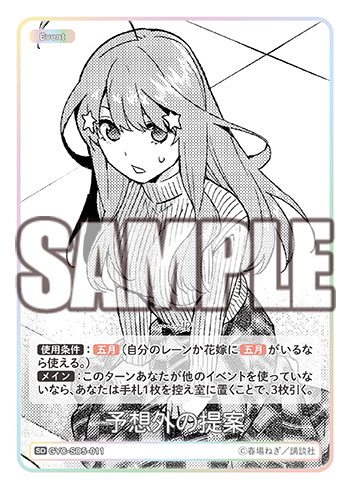 Event
SAMPLE
使用条件：五月（自分のレーンか花嫁に五月がいるな
ら使える。）
メイン：このターンあなたが他のイベントを使っていな
いなら、あなたは手札1枚を控え室に置くことで、3枚引く。
予想外の提案
SD GYC-SD5-011
©春場ねぎ／講談社